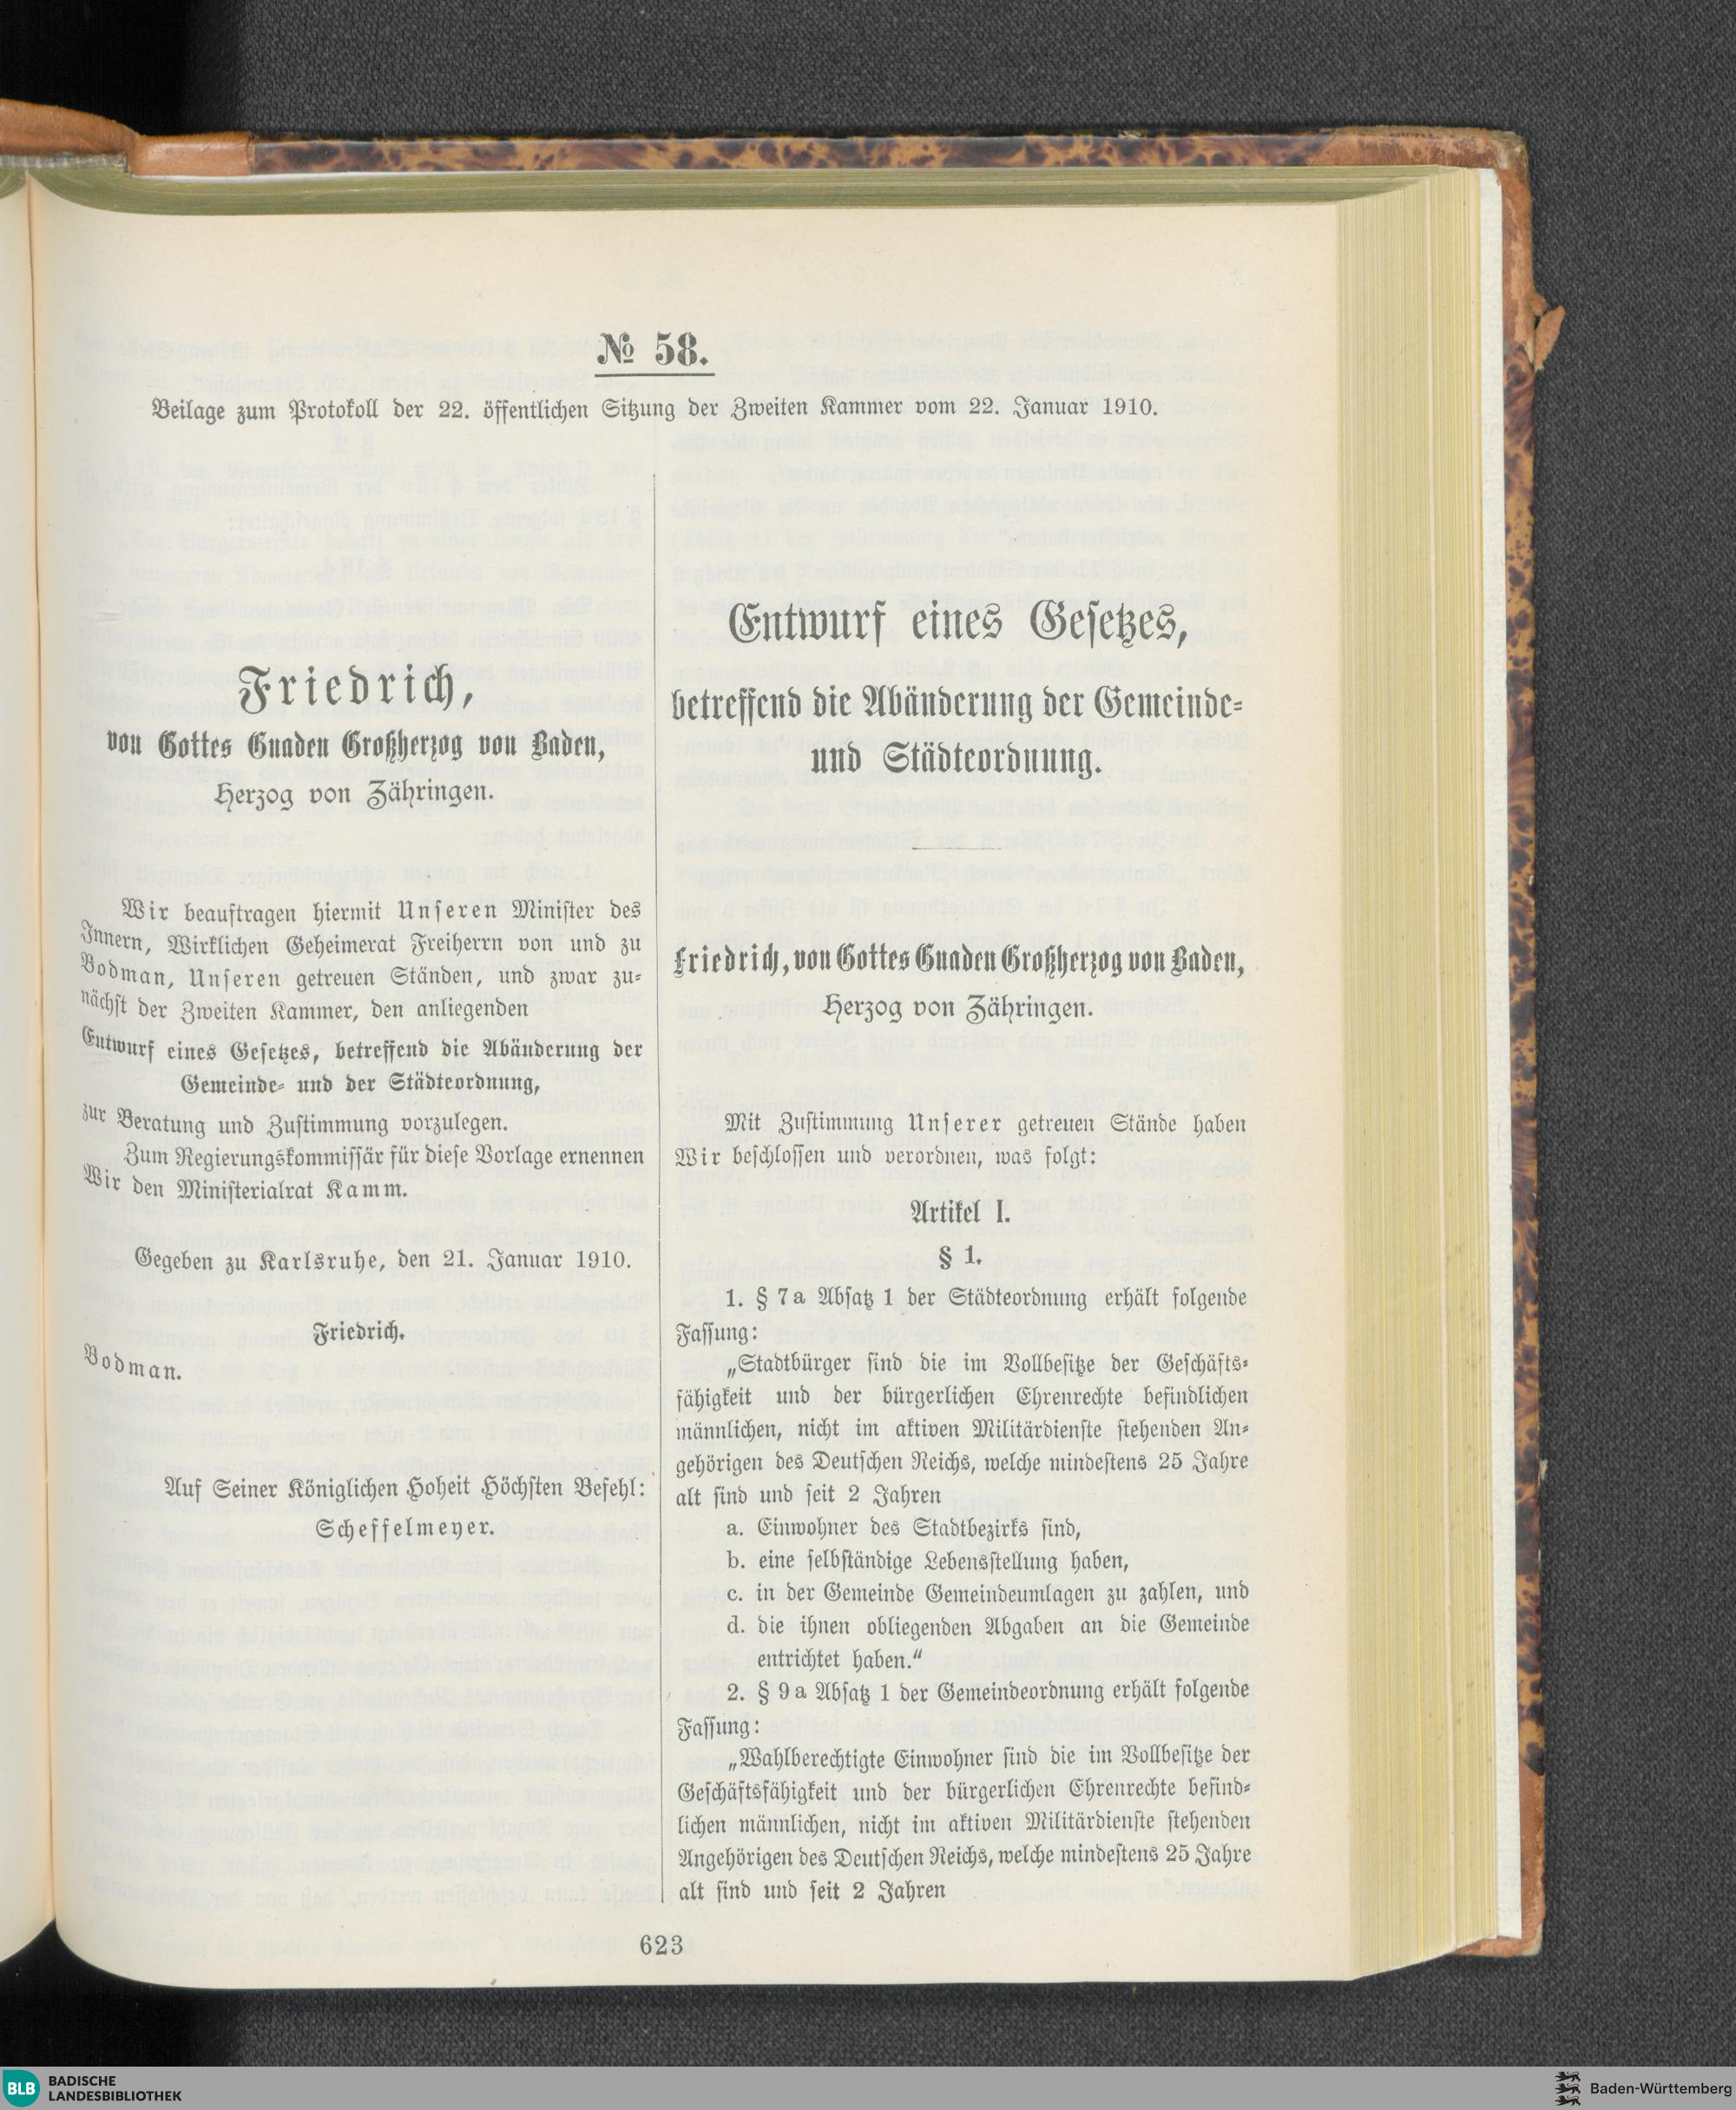 № 58.
Beilage zum Protokoll der 22. öffentlichen Sitzung der Zweiten Kammer vom 22. Januar 1910.
Friedrich,
von Gottes Gnaden Großherzog von Baden,
Herzog von Zähringen.
Wir beauftragen hiermit Unseren Minister des
Innern, Wirklichen Geheimerat Freiherrn von und zu
Bodman, Unseren getreuen Ständen, und zwar zu-
nächst der Zweiten Kammer, den anliegenden
Entwurf eines Gesetzes, betreffend die Abänderung der
Gemeinde- und der Städteordnung,
zur Beratung und Zustimmung vorzulegen.
Zum Regierungskommissär für diese Vorlage ernennen
Wir den Ministerialrat Kamm.
Gegeben zu Karlsruhe, den 21. Januar 1910.
Friedrich.
Bodman.
Auf Seiner Königlichen Hoheit Höchsten Befehl:
Scheffelmeyer.
Entwurf eines Gesetzes,
betreffend die Abänderung der Gemeinde-
und Städteordnung.
Friedrich, von Gottes Gnaden Großherzog von Baden,
Herzog von Zähringen.
Mit Zustimmung Unserer getreuen Stände haben
Wir beschlossen und verordnen, was folgt:
Artikel I.
§ 1.
1. § 7a Absatz 1 der Städteordnung erhält folgende
Fassung:
„Stadtbürger sind die im Vollbesitze der Geschäfts-
fähigkeit und der bürgerlichen Ehrenrechte befindlichen
männlichen, nicht im aktiven Militärdienste stehenden An-
gehörigen des Deutschen Reichs, welche mindestens 25 Jahre
alt sind und seit 2 Jahren
a. Einwohner des Stadtbezirks sind,
b. eine selbständige Lebensstellung haben,
c. in der Gemeinde Gemeindeumlagen zu zahlen, und
d. die ihnen obliegenden Abgaben an die Gemeinde
entrichtet haben.“
2. § 9a Absatz 1 der Gemeindeordnung erhält folgende
Fassung:
„Wahlberechtigte Einwohner sind die im Vollbesitze der
Geschäftsfähigkeit und der bürgerlichen Ehrenrechte befind-
lichen männlichen, nicht im aktiven Militärdienste stehenden
Angehörigen des Deutschen Reichs, welche mindestens 25 Jahre
alt sind und seit 2 Jahren
623
BLB BADISCHE
LANDESBIBLIOTHEK
Baden-Württemberg